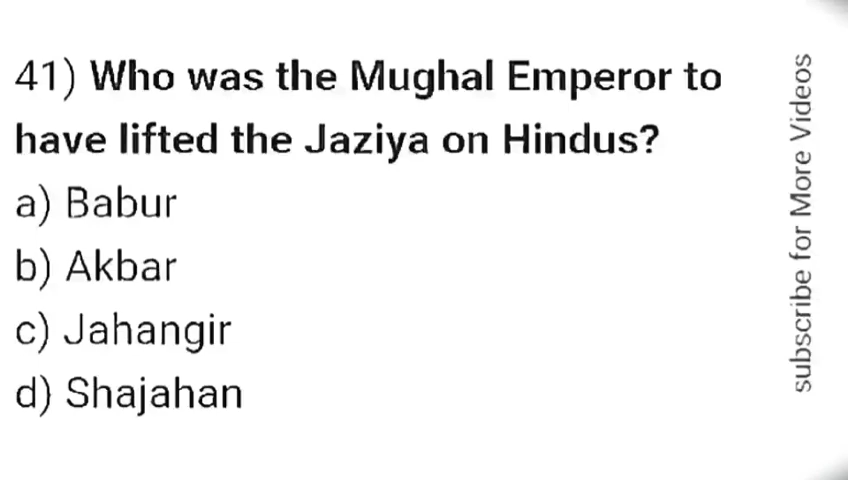 41) Who was the Mughal Emperor to
have lifted the Jaziya on Hindus?
a) Babur
b) Akbar
c) Jahangir
d) Shajahan
subscribe for More Videos